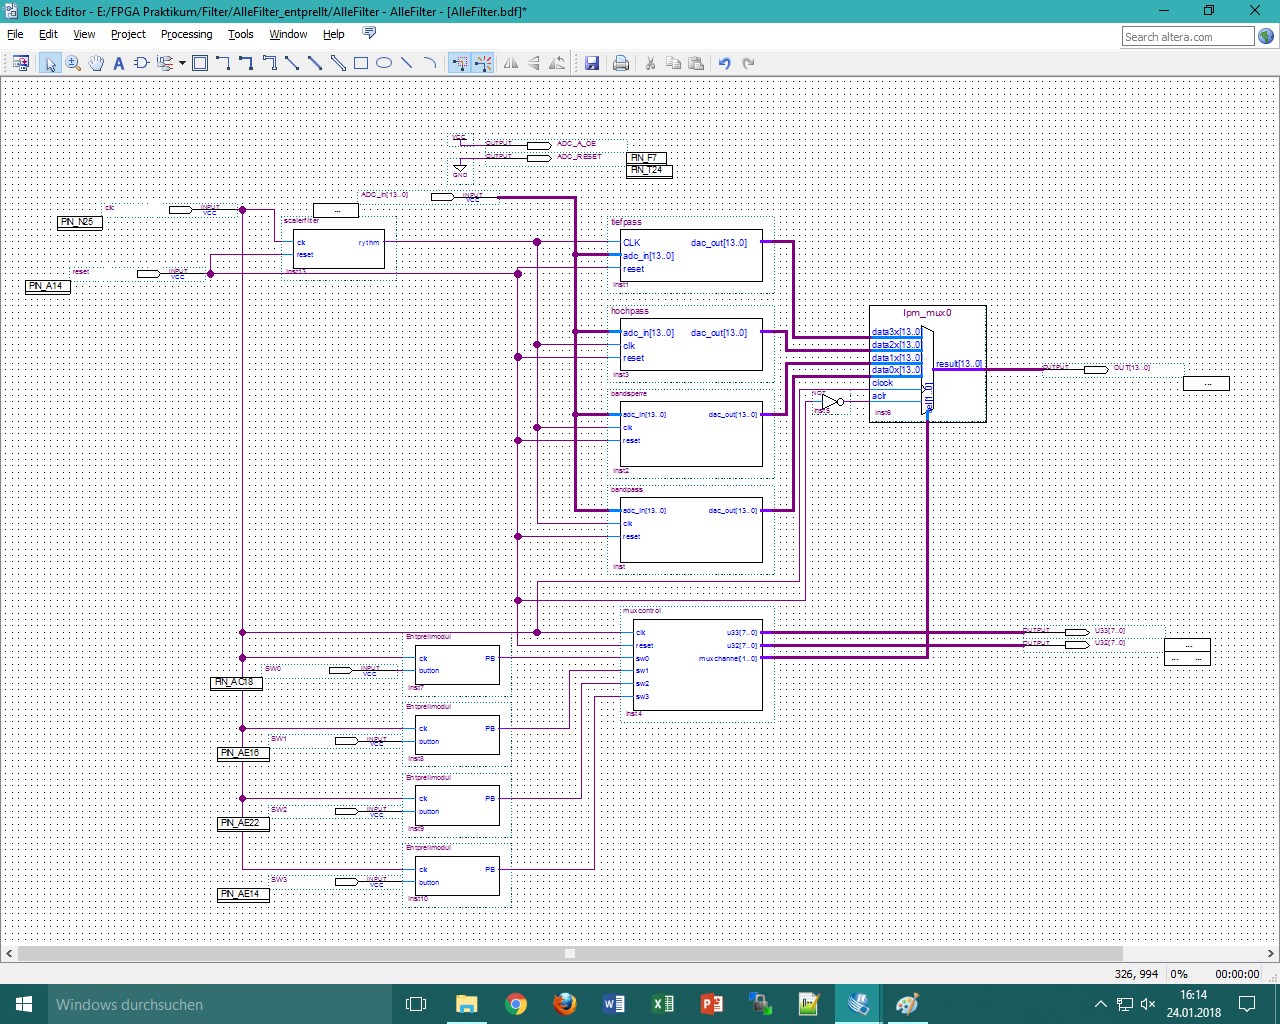 Block Editor - E:/FPGA Praktikum/Filter/AlleFilter_entprellt/AlleFilter - AlleFilter - [AlleFilter.bdf]*
File Edit View Project Processing Tools Window Help
Search altera.com
VCC
OUTPUT ADC_A_OE
OUTPUT ADC_RESET
GND
PIN_F7
PIN_T24
ADC_in[13..0] INPUT VCC
...
clk INPUT VCC
PIN_N25
reset INPUT VCC
PIN_A14
scalerfilter
clk rythm
reset
inst13
tiefpass
CLK dac_out[13..0]
adc_in[13..0]
reset
inst1
hochpass
adc_in[13..0] dac_out[13..0]
clk
reset
inst3
bandsperre
adc_in[13..0] dac_out[13..0]
clk
reset
inst2
bandpass
adc_in[13..0] dac_out[13..0]
clk
reset
inst
lpm_mux0
data3x[13..0]
data2x[13..0]
data1x[13..0]
data0x[13..0]
result[13..0]
clock
aclr
inst6
NOT
OUTPUT OUT[13..0]
...
muxcontrol
clk u33[7..0]
reset u32[7..0]
sw0 muxchannel[1..0]
sw1
sw2
sw3
inst4
OUTPUT U33[7..0]
OUTPUT U32[7..0]
...
... ...
Entprellmodul
clk PB
button
inst7
SW0 INPUT VCC
PIN_AC18
Entprellmodul
clk PB
button
inst8
SW1 INPUT VCC
PIN_AE16
Entprellmodul
clk PB
button
inst9
SW2 INPUT VCC
PIN_AE22
Entprellmodul
clk PB
button
inst10
SW3 INPUT VCC
PIN_AE14
326, 994 0% 00:00:00
Windows durchsuchen
16:14
24.01.2018